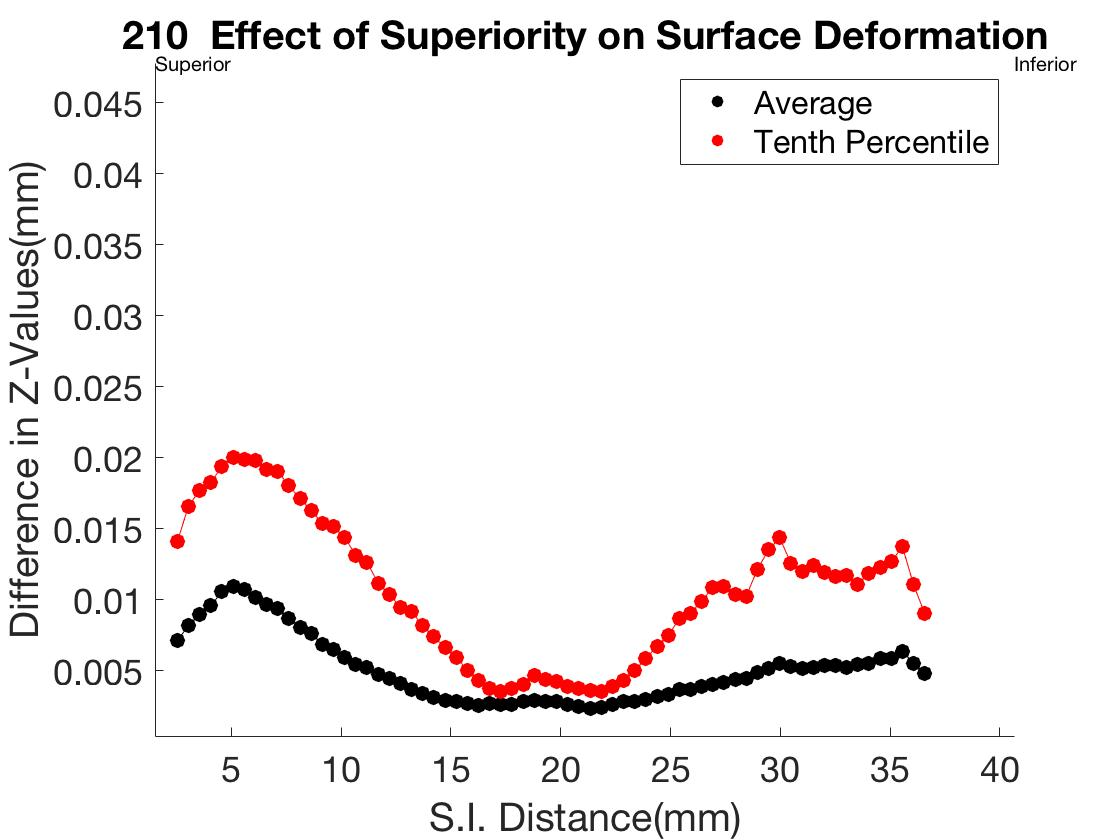 210  Effect of Superiority on Surface Deformation
Superior
Inferior
Average
Tenth Percentile
Difference in Z-Values(mm)
0.045
0.04
0.035
0.03
0.025
0.02
0.015
0.01
0.005
5 10 15 20 25 30 35 40
S.I. Distance(mm)